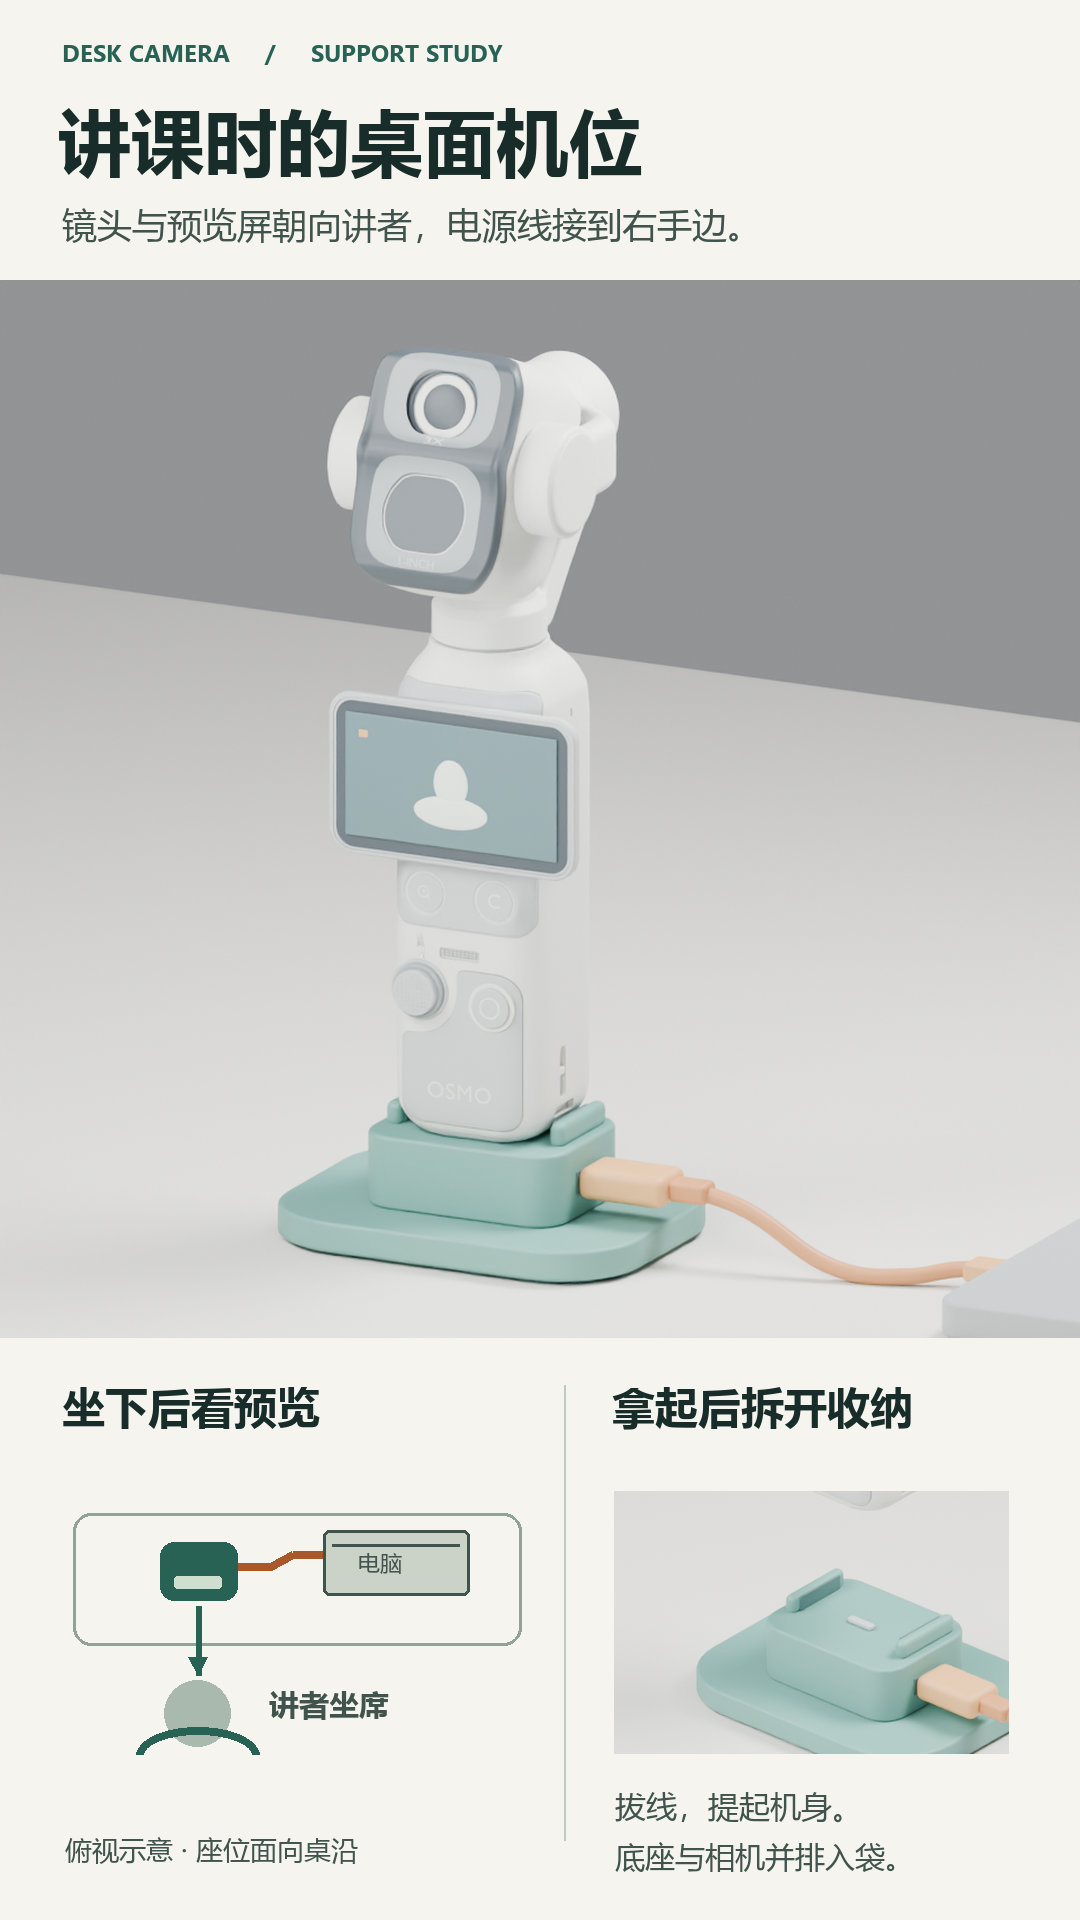 DESK CAMERA / SUPPORT STUDY
讲课时的桌面机位
镜头与预览屏朝向讲者，电源线接到右手边。
3X
1-INCH
C
OSMO
坐下后看预览
电脑
讲者坐席
俯视示意 · 座位面向桌沿
拿起后拆开收纳
拔线，提起机身。
底座与相机并排入袋。